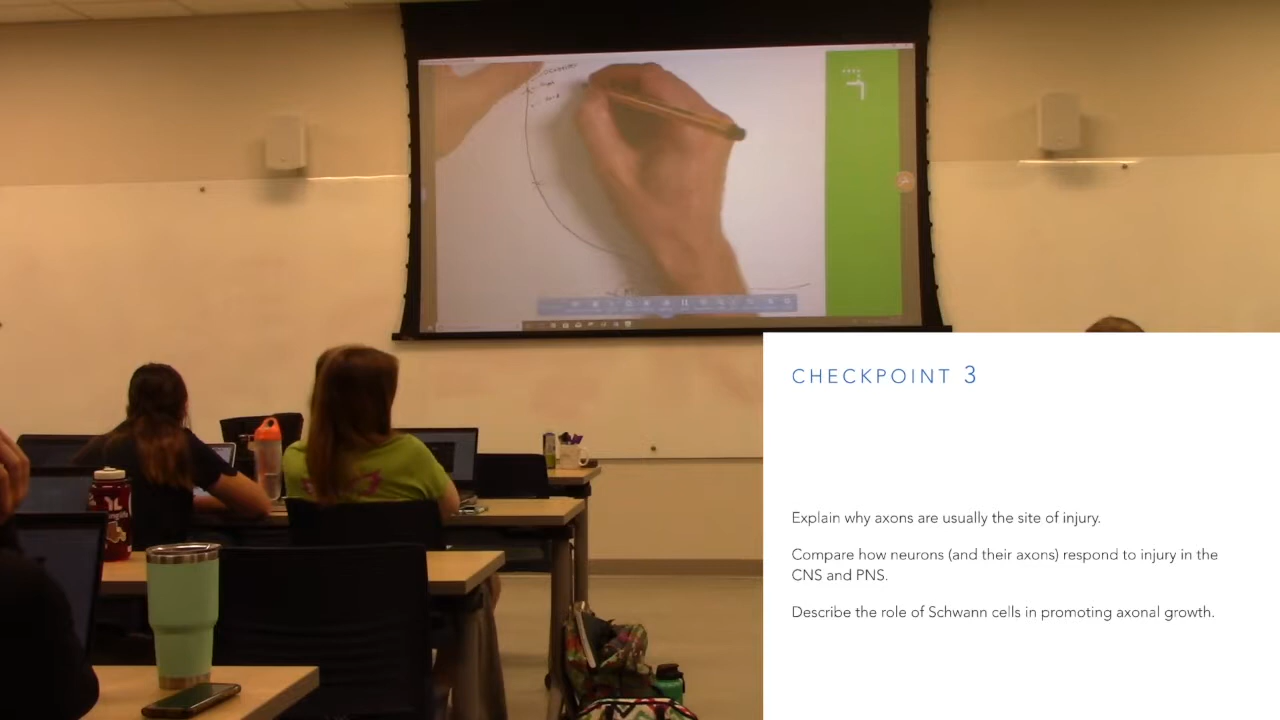 CHECKPOINT 3
Explain why axons are usually the site of injury.
Compare how neurons (and their axons) respond to injury in the
CNS and PNS.
Describe the role of Schwann cells in promoting axonal growth.